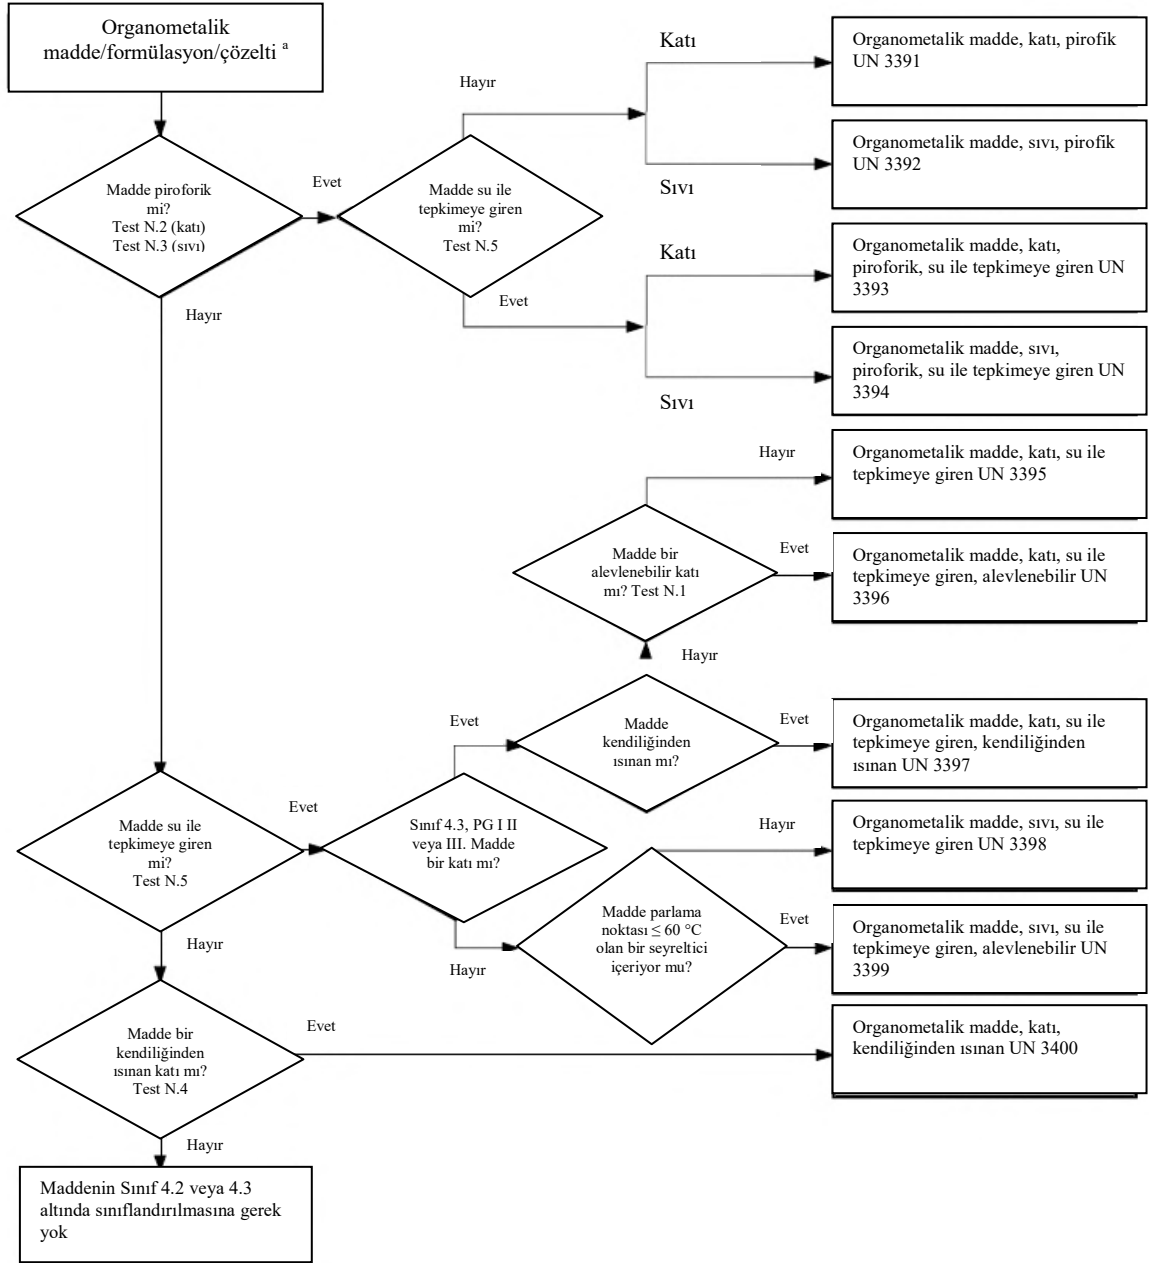 Organometalik
madde/formülasyon/çözelti a
Katı
Organometalik madde, katı, pirofik
UN 3391
Hayır
Organometalik madde, sıvı, pirofik
UN 3392
Sıvı
Madde piroforik
mi?
Test N.2 (katı)
Test N.3 (sıvı)
Evet
Madde su ile
tepkimeye giren
mi?
Test N.5
Katı
Organometalik madde, katı,
piroforik, su ile tepkimeye giren UN
3393
Evet
Hayır
Organometalik madde, sıvı,
piroforik, su ile tepkimeye giren UN
3394
Sıvı
Hayır
Organometalik madde, katı, su ile
tepkimeye giren UN 3395
Madde bir
alevlenebilir katı
mı? Test N.1
Evet
Organometalik madde, katı, su ile
tepkimeye giren, alevlenebilir UN
3396
Hayır
Evet
Madde
kendiliğinden
ısınan mı?
Evet
Organometalik madde, katı, su ile
tepkimeye giren, kendiliğinden
ısınan UN 3397
Madde su ile
tepkimeye giren
mi?
Test N.5
Evet
Sınıf 4.3, PG I II
veya III. Madde
bir katı mı?
Hayır
Organometalik madde, sıvı, su ile
tepkimeye giren UN 3398
Hayır
Hayır
Madde parlama
noktası ≤ 60 °C
olan bir seyreltici
içeriyor mu?
Evet
Organometalik madde, sıvı, su ile
tepkimeye giren, alevlenebilir UN
3399
Madde bir
kendiliğinden
ısınan katı mı?
Test N.4
Evet
Organometalik madde, katı,
kendiliğinden ısınan UN 3400
Hayır
Maddenin Sınıf 4.2 veya 4.3
altında sınıflandırılmasına gerek
yok